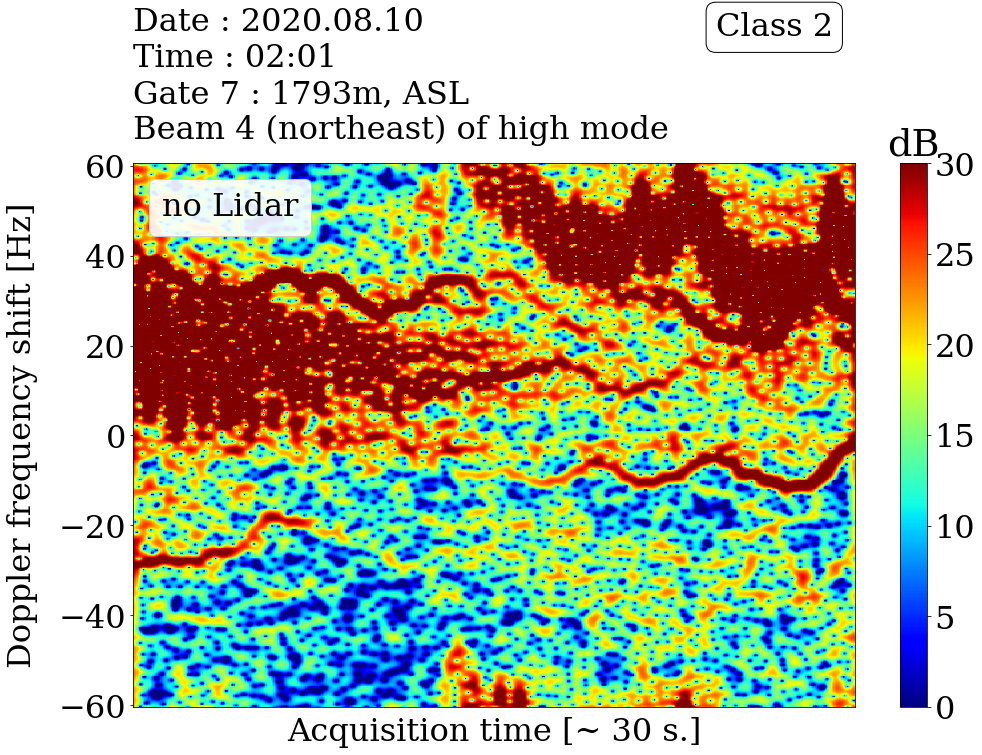 Date : 2020.08.10
Time : 02:01
Gate 7 : 1793m, ASL
Beam 4 (northeast) of high mode
Class 2
no Lidar
Doppler frequency shift [Hz]
60
40
20
0
−20
−40
−60
Acquisition time [~ 30 s.]
dB
30
25
20
15
10
5
0